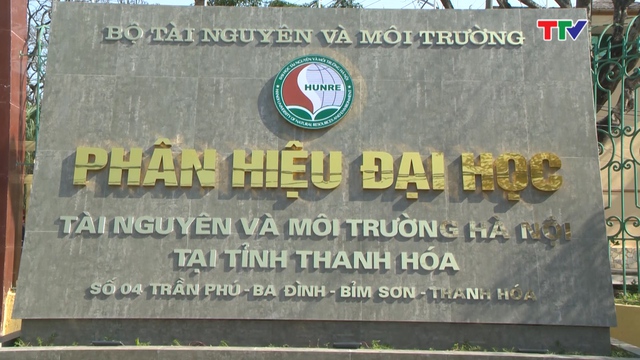 TTV
BỘ TÀI NGUYÊN VÀ MÔI TRƯỜNG
HUNRE
PHÂN HIỆU ĐẠI HỌC
TÀI NGUYÊN VÀ MÔI TRƯỜNG HÀ NỘI
TẠI TỈNH THANH HÓA
SỐ 04 TRẦN PHÚ - BA ĐÌNH - BỈM SƠN - THANH HÓA